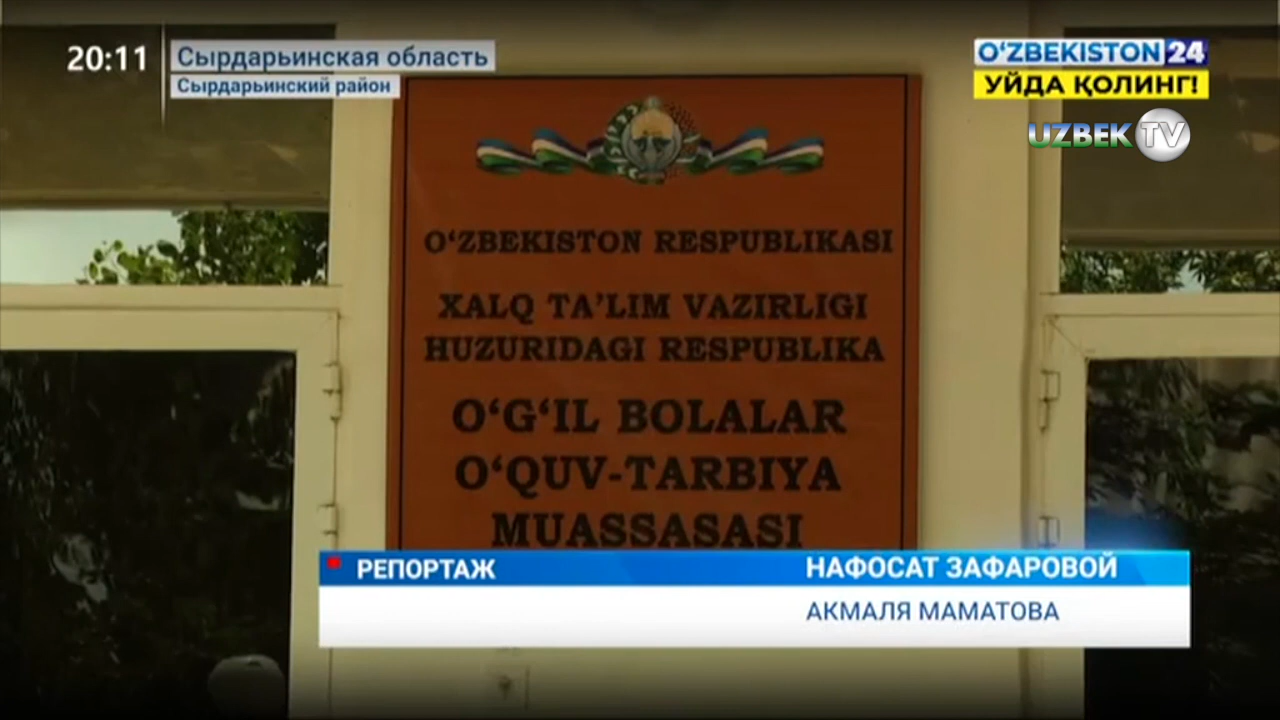 20:11
Сырдарьинская область
Сырдарьинский район
O‘ZBEKISTON 24
УЙДА ҚОЛИНГ!
UZBEK TV
O‘ZBEKISTON RESPUBLIKASI
XALQ TA’LIM VAZIRLIGI
HUZURIDAGI RESPUBLIKA
O‘G‘IL BOLALAR
O‘QUV-TARBIYA
MUASSASASI
РЕПОРТАЖ
НАФОСАТ ЗАФАРОВОЙ
АКМАЛЯ МАМАТОВА